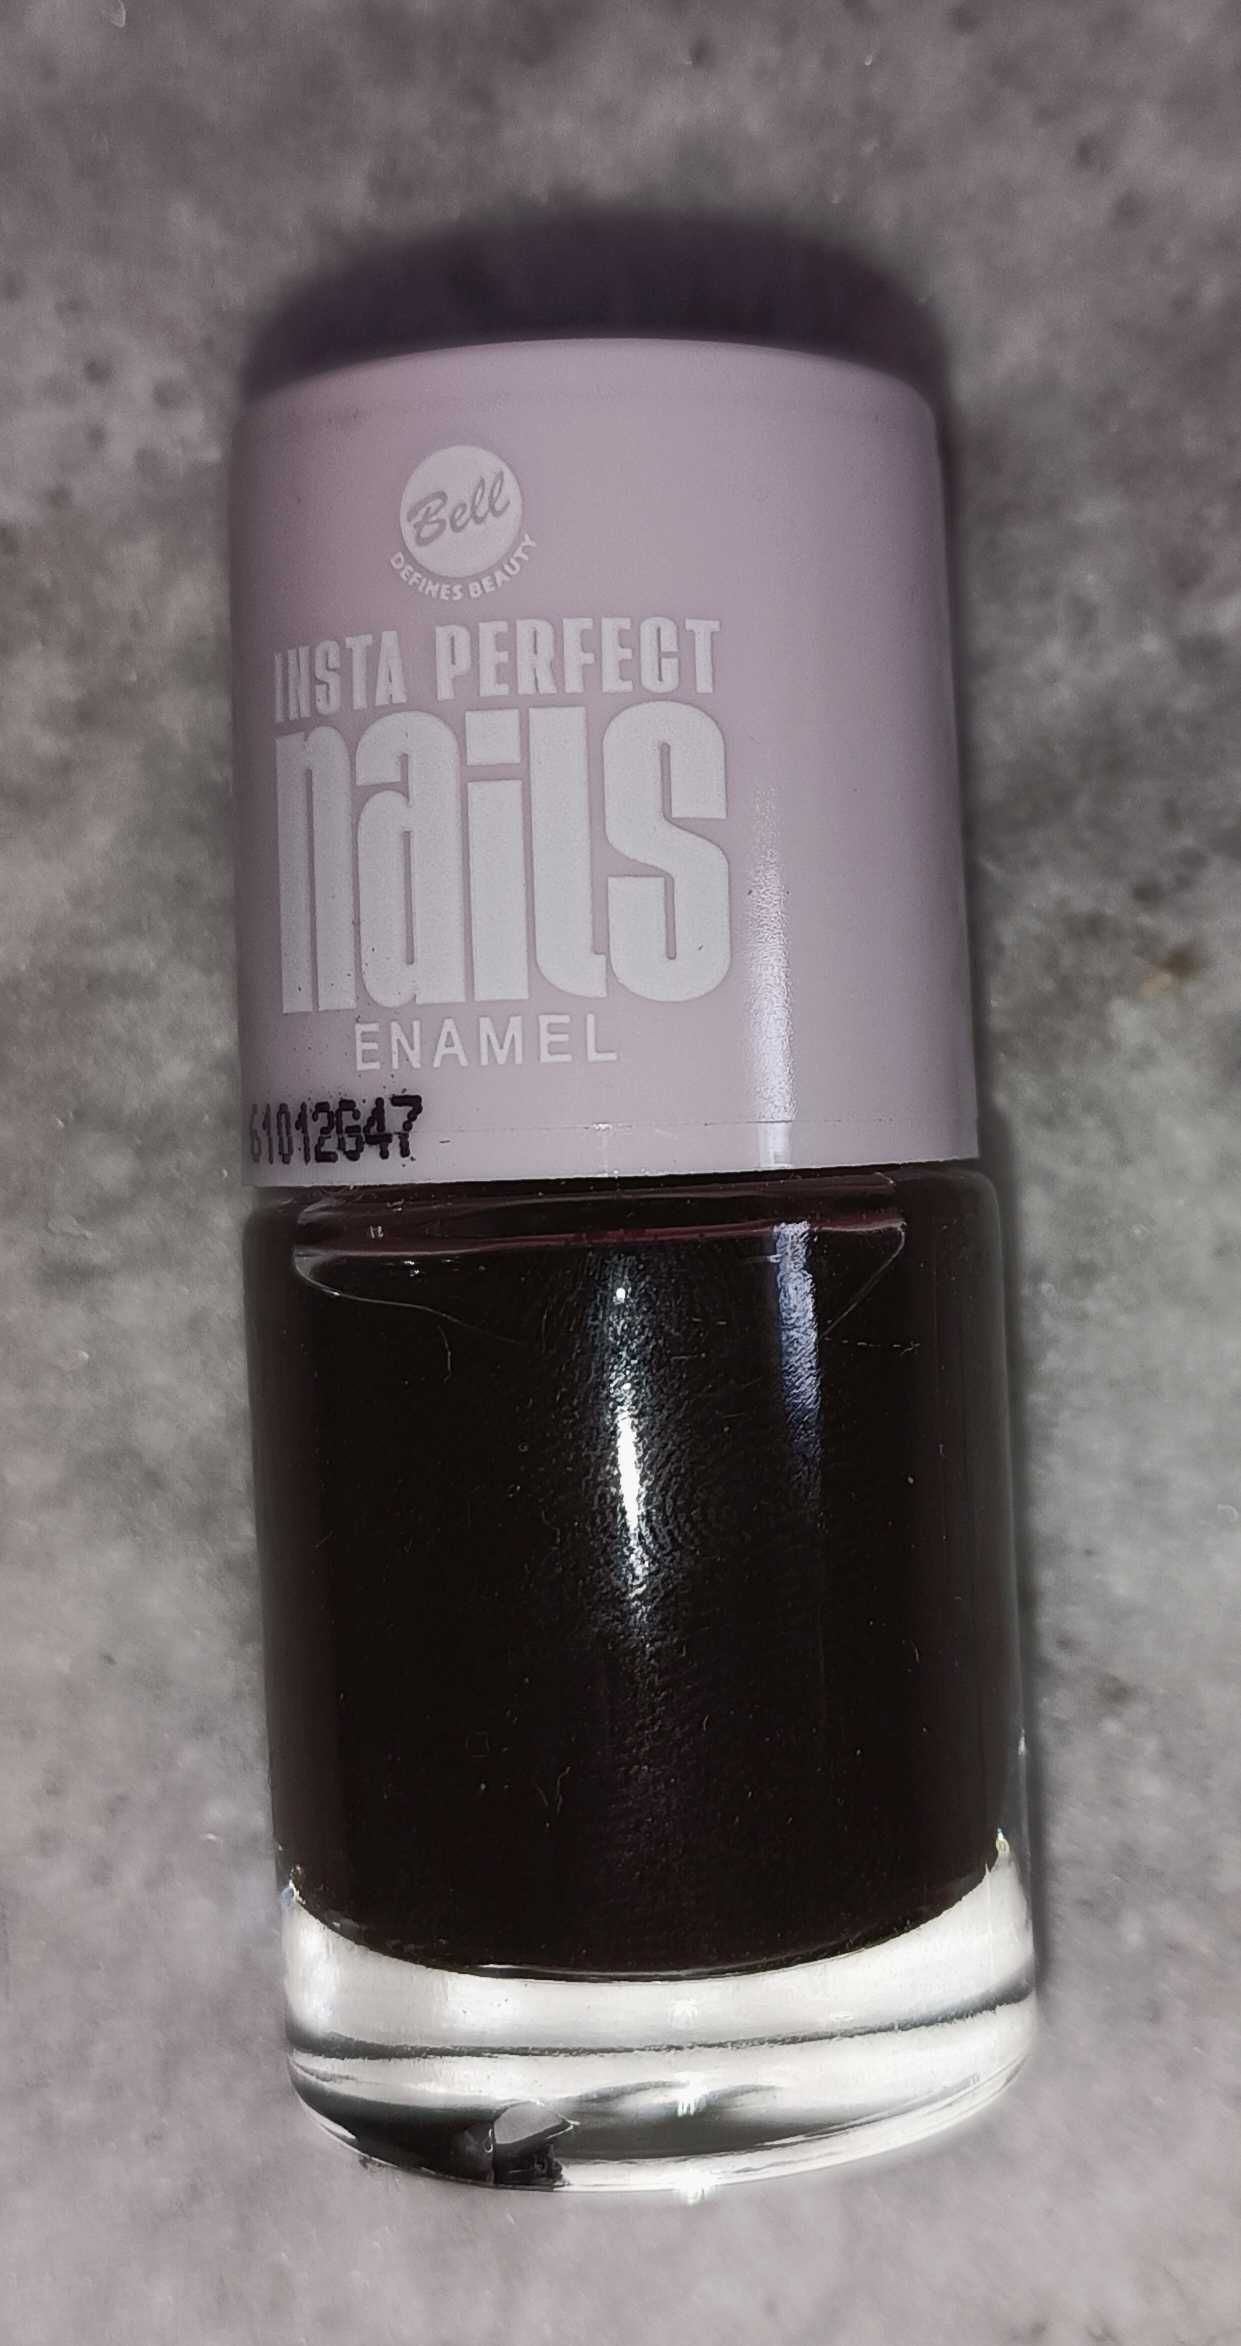 Bell
DEFINES BEAUTY
INSTA PERFECT
nails
ENAMEL
61012G47